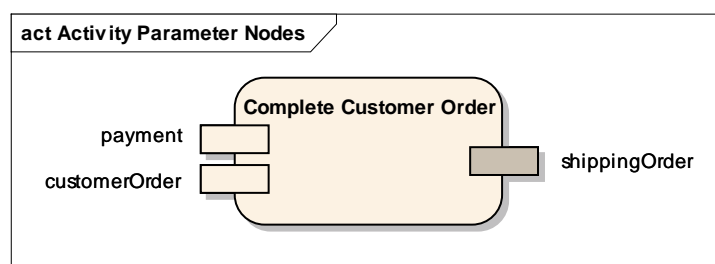 act Activity Parameter Nodes
Complete Customer Order
payment
customerOrder
shippingOrder